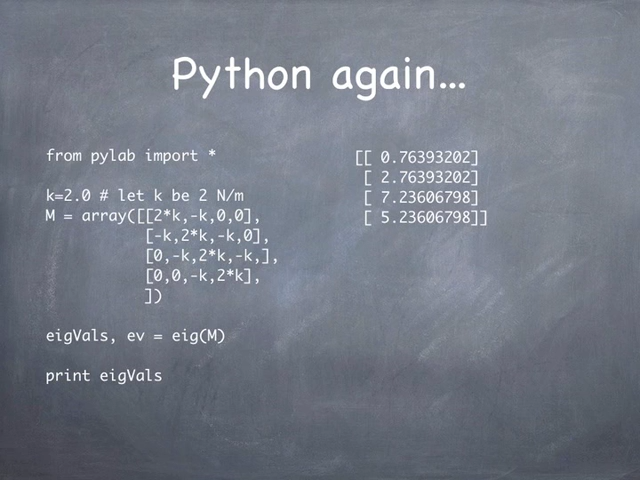 Python again...
from pylab import *
k=2.0 # let k be 2 N/m
M = array([[2*k,-k,0,0],
[-k,2*k,-k,0],
[0,-k,2*k,-k,],
[0,0,-k,2*k],
])
eigVals, ev = eig(M)
print eigVals
[[ 0.76393202]
[ 2.76393202]
[ 7.23606798]
[ 5.23606798]]